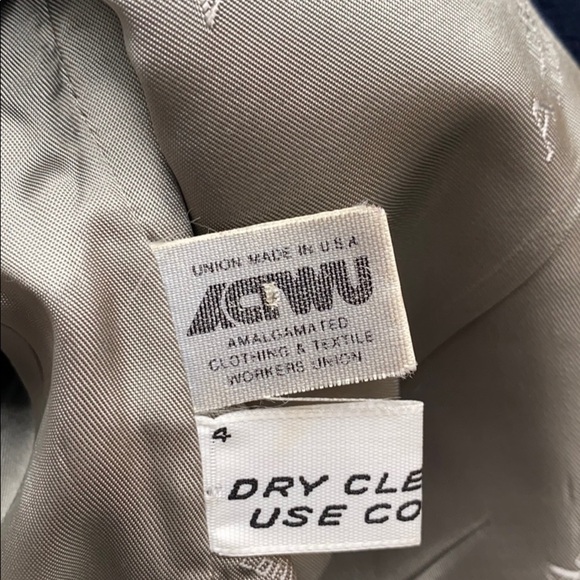 UNION MADE IN U.S.A.
ACTWU
AMALGAMATED
CLOTHING & TEXTILE
WORKERS UNION
4
DRY CLE
USE CO